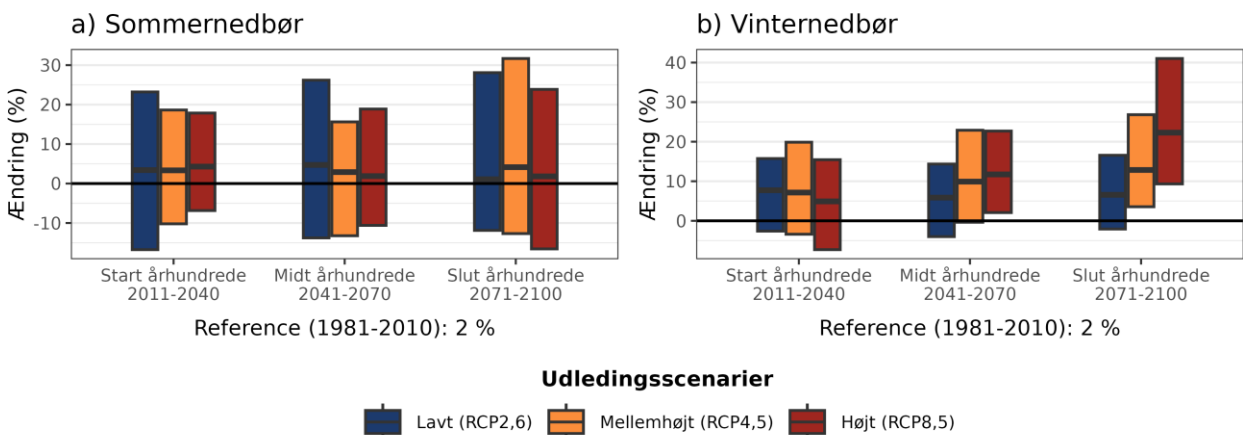 a) Sommernedbør
Ændring (%)
30
20
10
0
-10
Start århundrede
2011-2040
Midt århundrede
2041-2070
Slut århundrede
2071-2100
Reference (1981-2010): 2 %
b) Vinternedbør
Ændring (%)
40
30
20
10
0
Start århundrede
2011-2040
Midt århundrede
2041-2070
Slut århundrede
2071-2100
Reference (1981-2010): 2 %
Udledingsscenarier
Lavt (RCP2,6)
Mellemhøjt (RCP4,5)
Højt (RCP8,5)